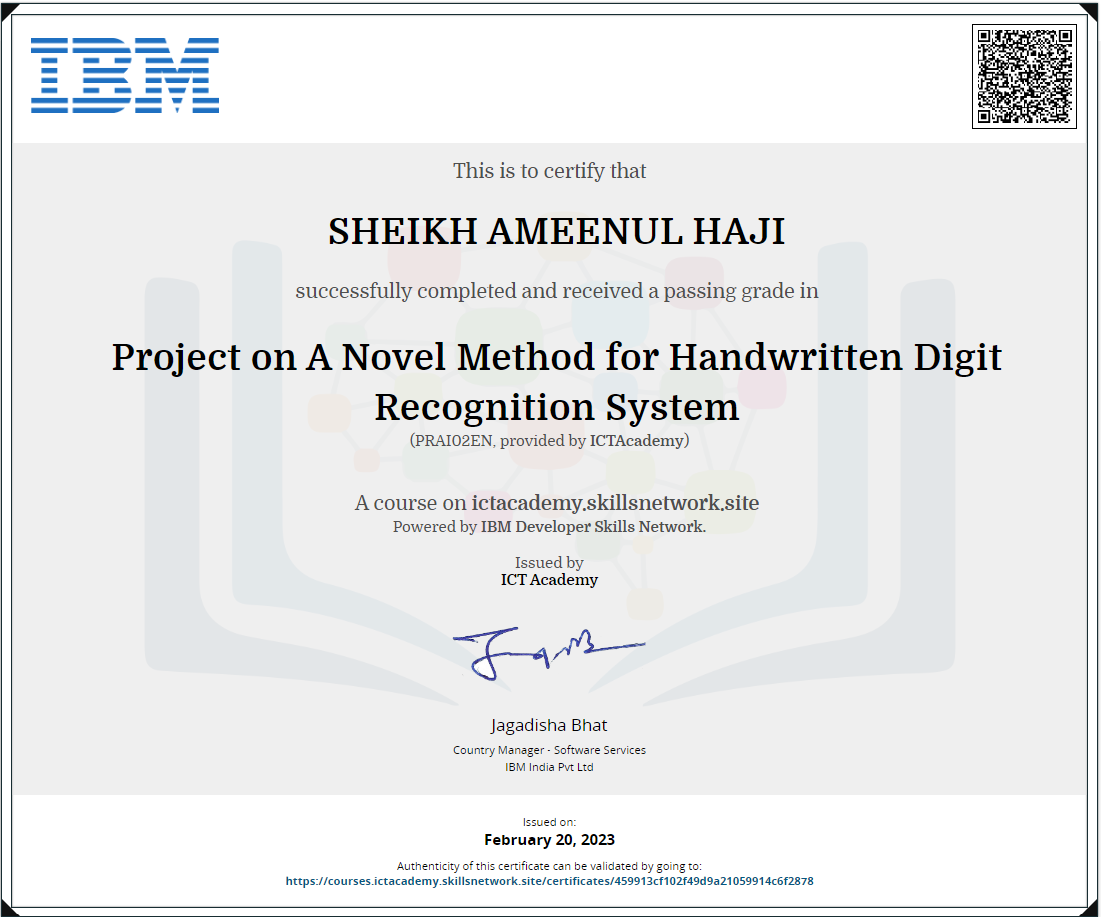 IBM
This is to certify that
SHEIKH AMEENUL HAJI
successfully completed and received a passing grade in
Project on A Novel Method for Handwritten Digit
Recognition System
(PRAI02EN, provided by ICTAcademy)
A course on ictacademy.skillsnetwork.site
Powered by IBM Developer Skills Network.
Issued by
ICT Academy
Jagadisha Bhat
Country Manager - Software Services
IBM India Pvt Ltd
Issued on:
February 20, 2023
Authenticity of this certificate can be validated by going to:
https://courses.ictacademy.skillsnetwork.site/certificates/459913cf102f49d9a21059914c6f2878